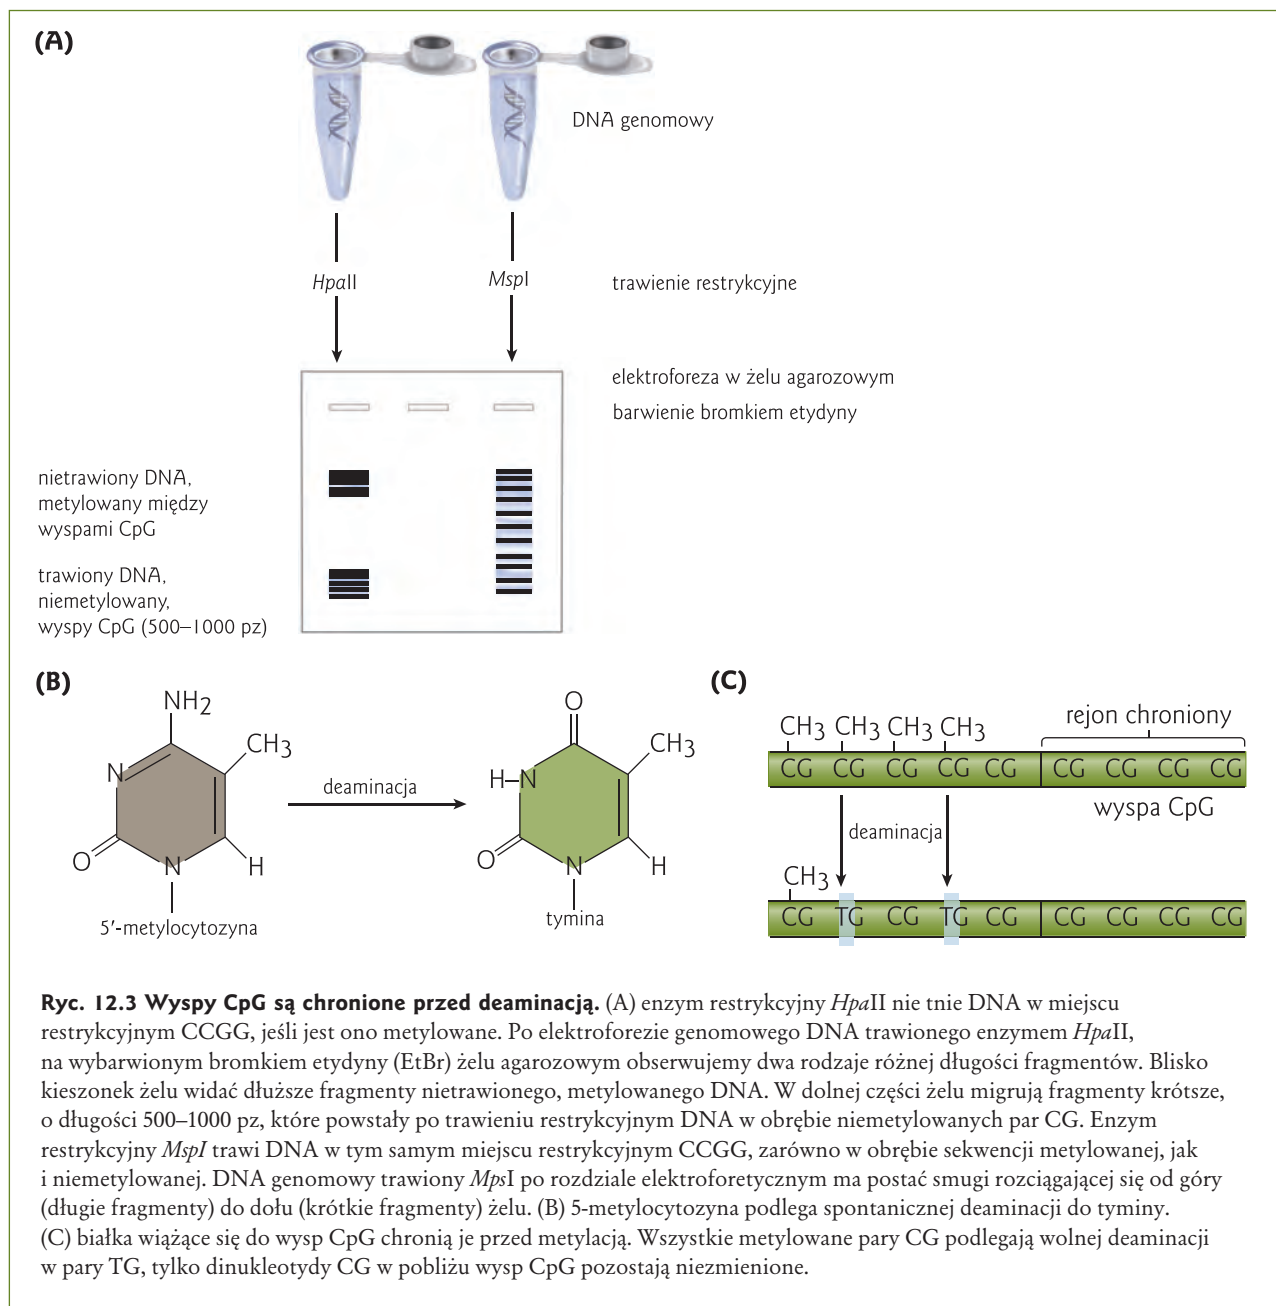 (A)
DNA genomowy
HpaII
MspI
trawienie restrykcyjne
elektroforeza w żelu agarozowym
barwienie bromkiem etydyny
nietrawiony DNA,
metylowany między
wyspami CpG
trawiony DNA,
niemetylowany,
wyspy CpG (500–1000 pz)
(B)
NH2
CH3
N
O
N
H
5′-metylocytozyna
deaminacja
O
CH3
H–N
O
N
H
tymina
(C)
CH3 CH3 CH3 CH3
rejon chroniony
CG CG CG CG CG CG CG CG CG
wyspa CpG
deaminacja
CH3
CG TG CG TG CG CG CG CG CG
Ryc. 12.3 Wyspy CpG są chronione przed deaminacją. (A) enzym restrykcyjny HpaII nie tnie DNA w miejscu
restrykcyjnym CCGG, jeśli jest ono metylowane. Po elektroforezie genomowego DNA trawionego enzymem HpaII,
na wybarwionym bromkiem etydyny (EtBr) żelu agarozowym obserwujemy dwa rodzaje różnej długości fragmentów. Blisko
kieszonek żelu widać dłuższe fragmenty nietrawionego, metylowanego DNA. W dolnej części żelu migrują fragmenty krótsze,
o długości 500–1000 pz, które powstały po trawieniu restrykcyjnym DNA w obrębie niemetylowanych par CG. Enzym
restrykcyjny MspI trawi DNA w tym samym miejscu restrykcyjnym CCGG, zarówno w obrębie sekwencji metylowanej, jak
i niemetylowanej. DNA genomowy trawiony MpsI po rozdziale elektroforetycznym ma postać smugi rozciągającej się od góry
(długie fragmenty) do dołu (krótkie fragmenty) żelu. (B) 5-metylocytozyna podlega spontanicznej deaminacji do tyminy.
(C) białka wiążące się do wysp CpG chronią je przed metylacją. Wszystkie metylowane pary CG podlegają wolnej deaminacji
w pary TG, tylko dinukleotydy CG w pobliżu wysp CpG pozostają niezmienione.